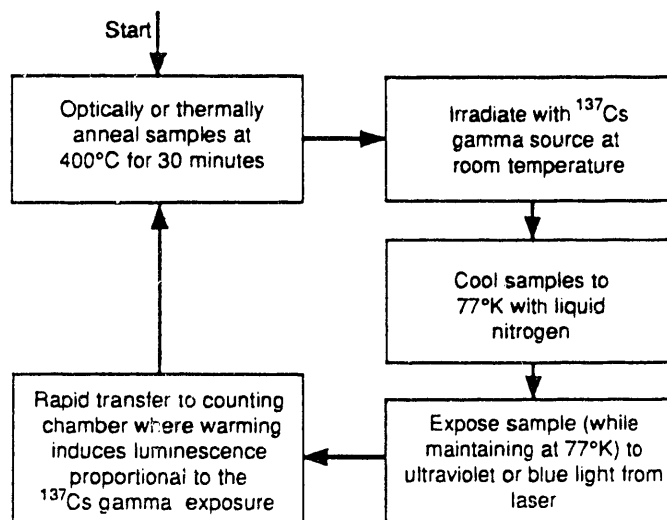 Start
Optically or thermally
anneal samples at
400°C for 30 minutes
Irradiate with ¹³⁷Cs
gamma source at
room temperature
Cool samples to
77°K with liquid
nitrogen
Expose sample (while
maintaining at 77°K) to
ultraviolet or blue light from
laser
Rapid transfer to counting
chamber where warming
induces luminescence
proportional to the
¹³⁷Cs gamma exposure